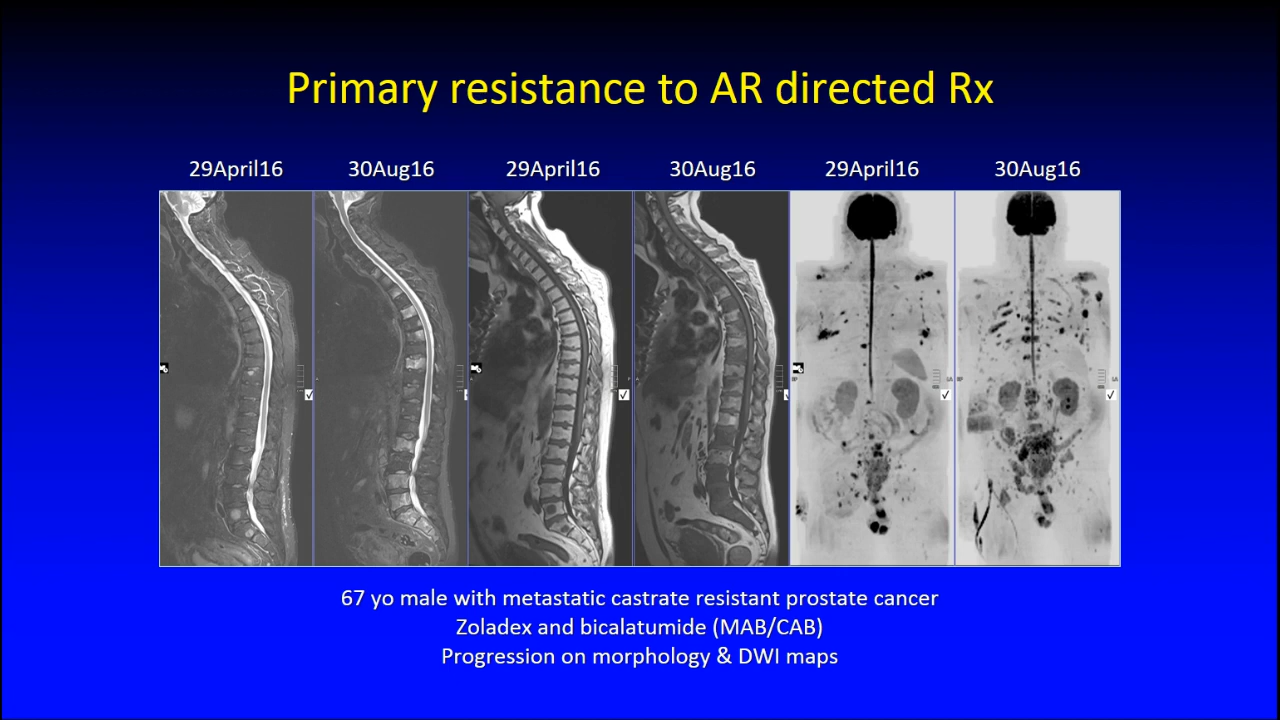 Primary resistance to AR directed Rx
29April16 30Aug16 29April16 30Aug16 29April16 30Aug16
67 yo male with metastatic castrate resistant prostate cancer
Zoladex and bicalatumide (MAB/CAB)
Progression on morphology & DWI maps